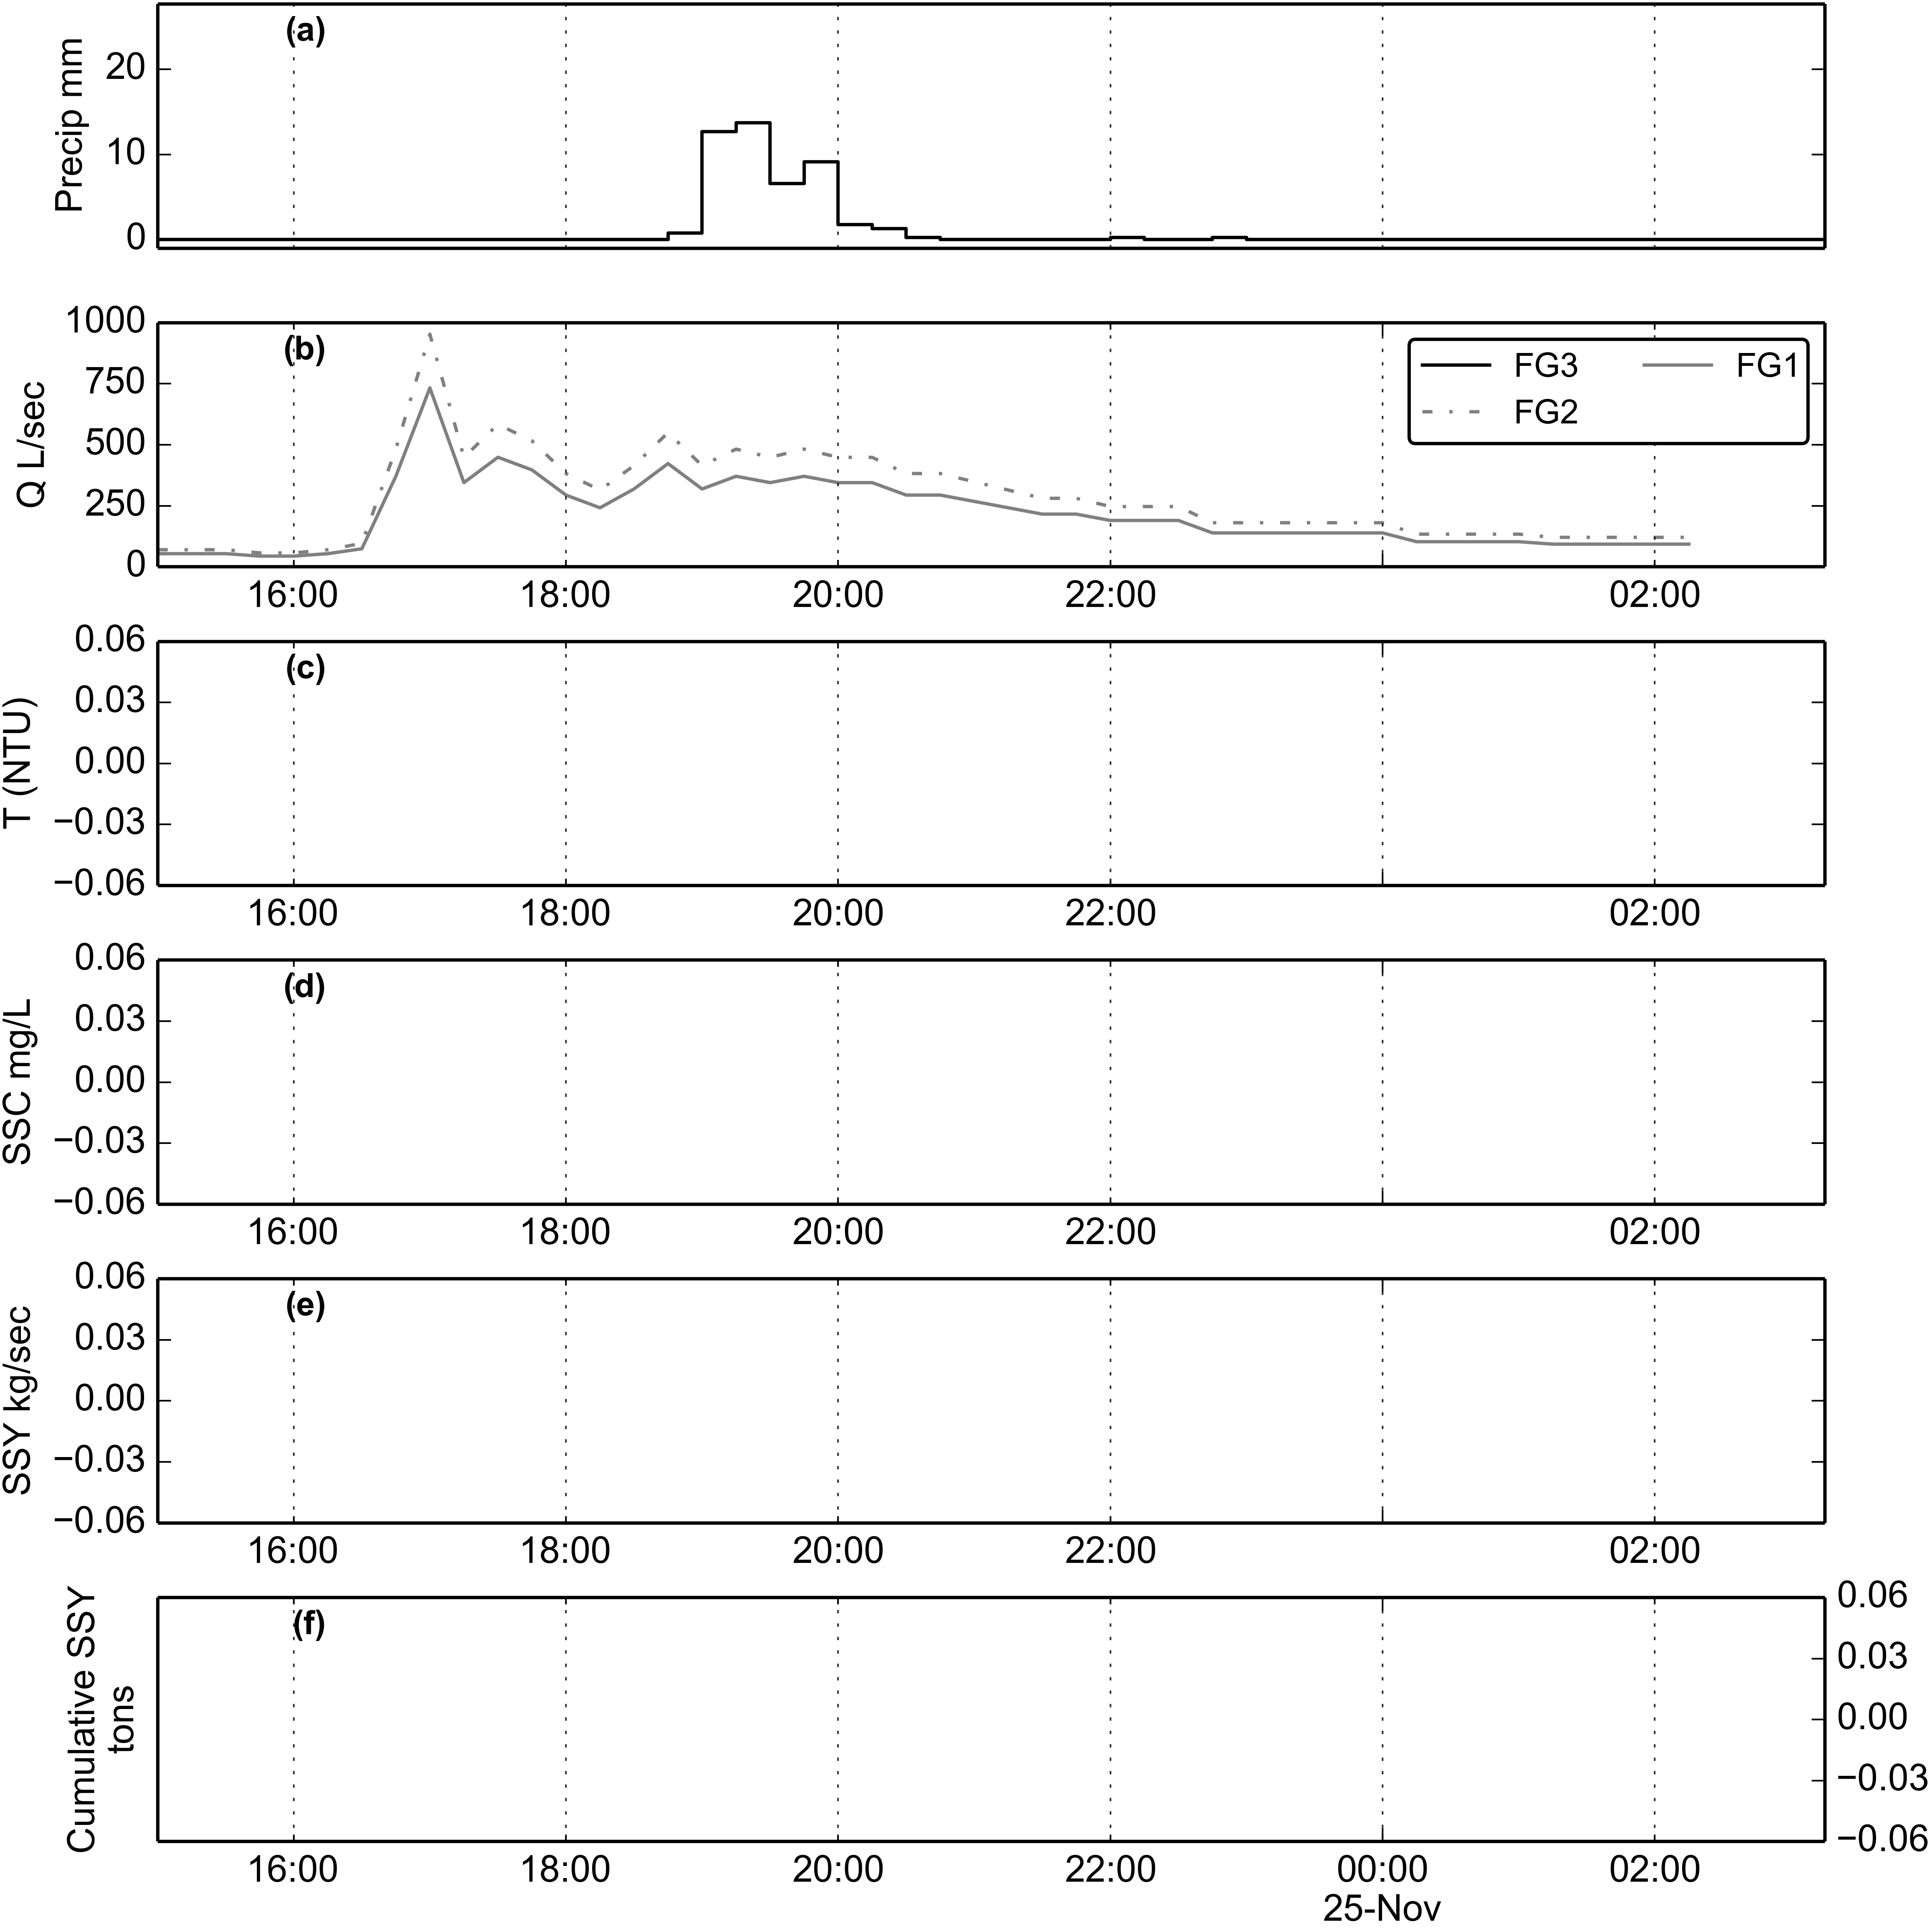 (a)
Precip mm
20
10
0
(b)
Q L/sec
1000
750
500
250
0
FG3 FG1
FG2
16:00 18:00 20:00 22:00 02:00
(c)
T (NTU)
0.06
0.03
0.00
−0.03
−0.06
16:00 18:00 20:00 22:00 02:00
(d)
SSC mg/L
0.06
0.03
0.00
−0.03
−0.06
16:00 18:00 20:00 22:00 02:00
(e)
SSY kg/sec
0.06
0.03
0.00
−0.03
−0.06
16:00 18:00 20:00 22:00 02:00
(f)
Cumulative SSY
tons
0.06
0.03
0.00
−0.03
−0.06
16:00 18:00 20:00 22:00 00:00 02:00
25-Nov